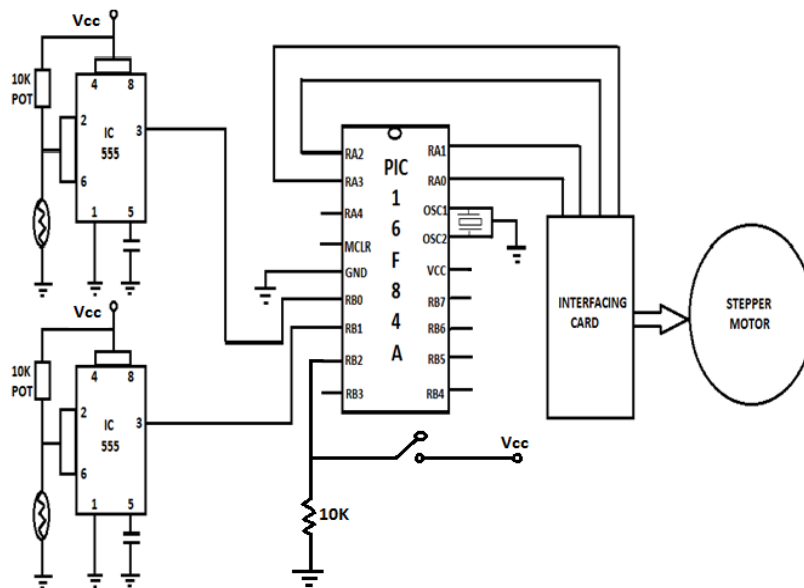 Vcc
10K
POT
4 8
2
IC
555
3
6
1 5
Vcc
10K
POT
4 8
2
IC
555
3
6
1 5
PIC
1
6
F
8
4
A
RA2
RA3
RA4
MCLR
GND
RB0
RB1
RB2
RB3
RA1
RA0
OSC1
OSC2
VCC
RB7
RB6
RB5
RB4
Vcc
10K
INTERFACING
CARD
STEPPER
MOTOR